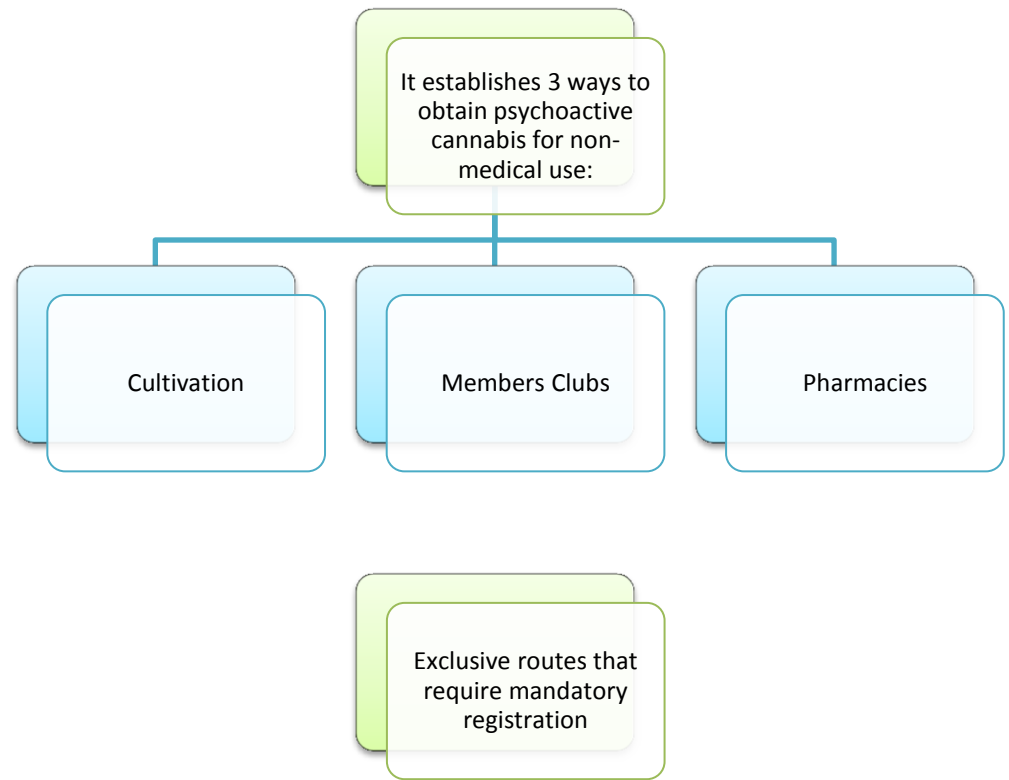 It establishes 3 ways to
obtain psychoactive
cannabis for non-
medical use:
Cultivation
Members Clubs
Pharmacies
Exclusive routes that
require mandatory
registration